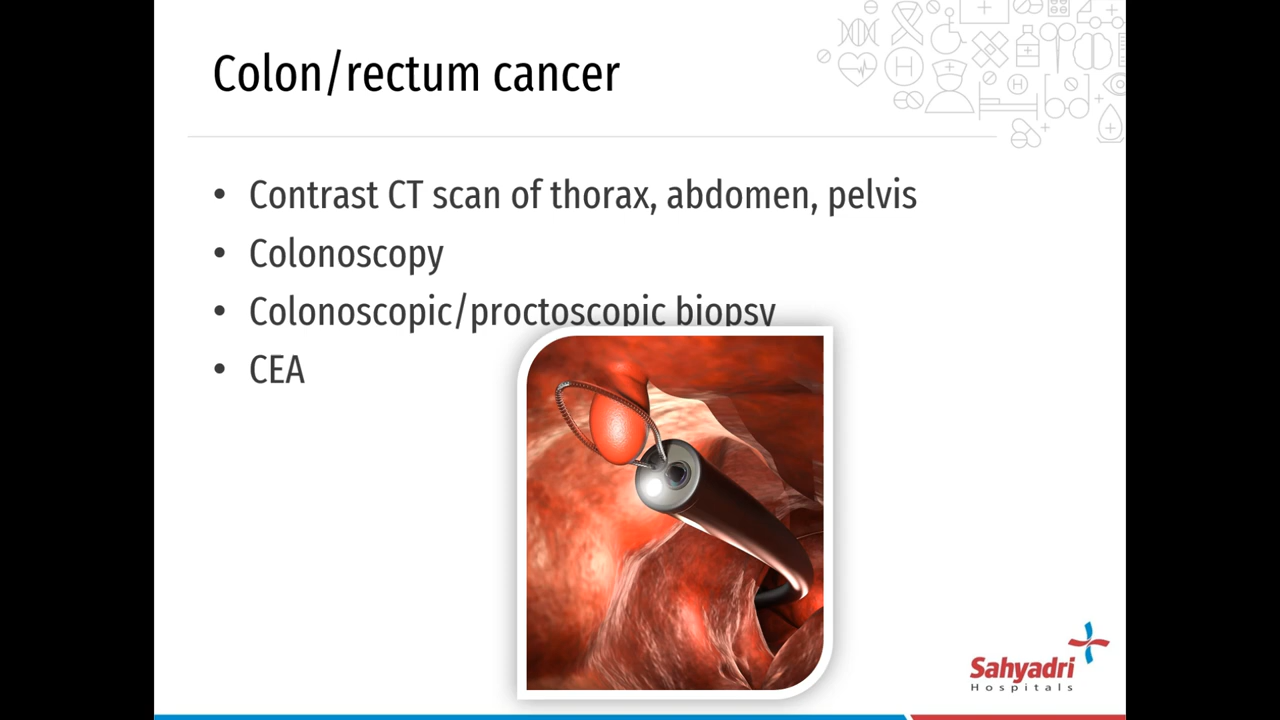 Colon/rectum cancer
• Contrast CT scan of thorax, abdomen, pelvis
• Colonoscopy
• Colonoscopic/proctoscopic biopsy
• CEA
Sahyadri
Hospitals